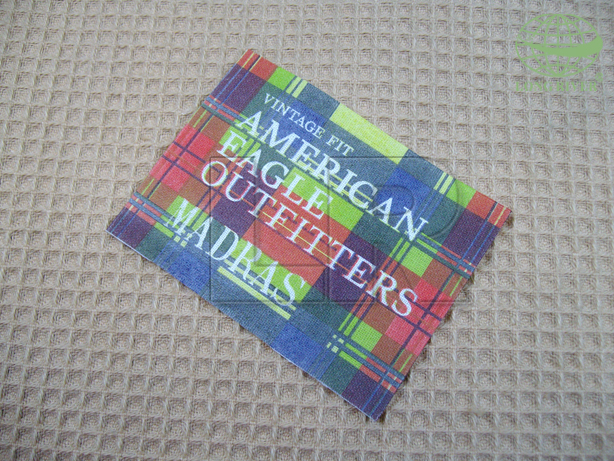 VINTAGE FIT
AMERICAN
EAGLE
OUTFITTERS
MADRAS